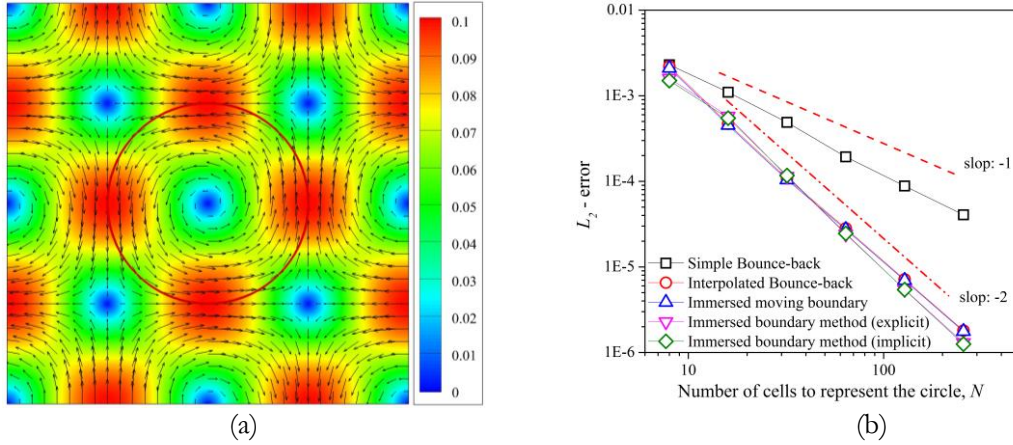 0.1
0.09
0.08
0.07
0.06
0.05
0.04
0.03
0.02
0.01
0
(a)
0.01
1E-3
1E-4
1E-5
1E-6
L2 - error
slop: -1
slop: -2
Simple Bounce-back
Interpolated Bounce-back
Immersed moving boundary
Immersed boundary method (explicit)
Immersed boundary method (implicit)
10
100
Number of cells to represent the circle, N
(b)